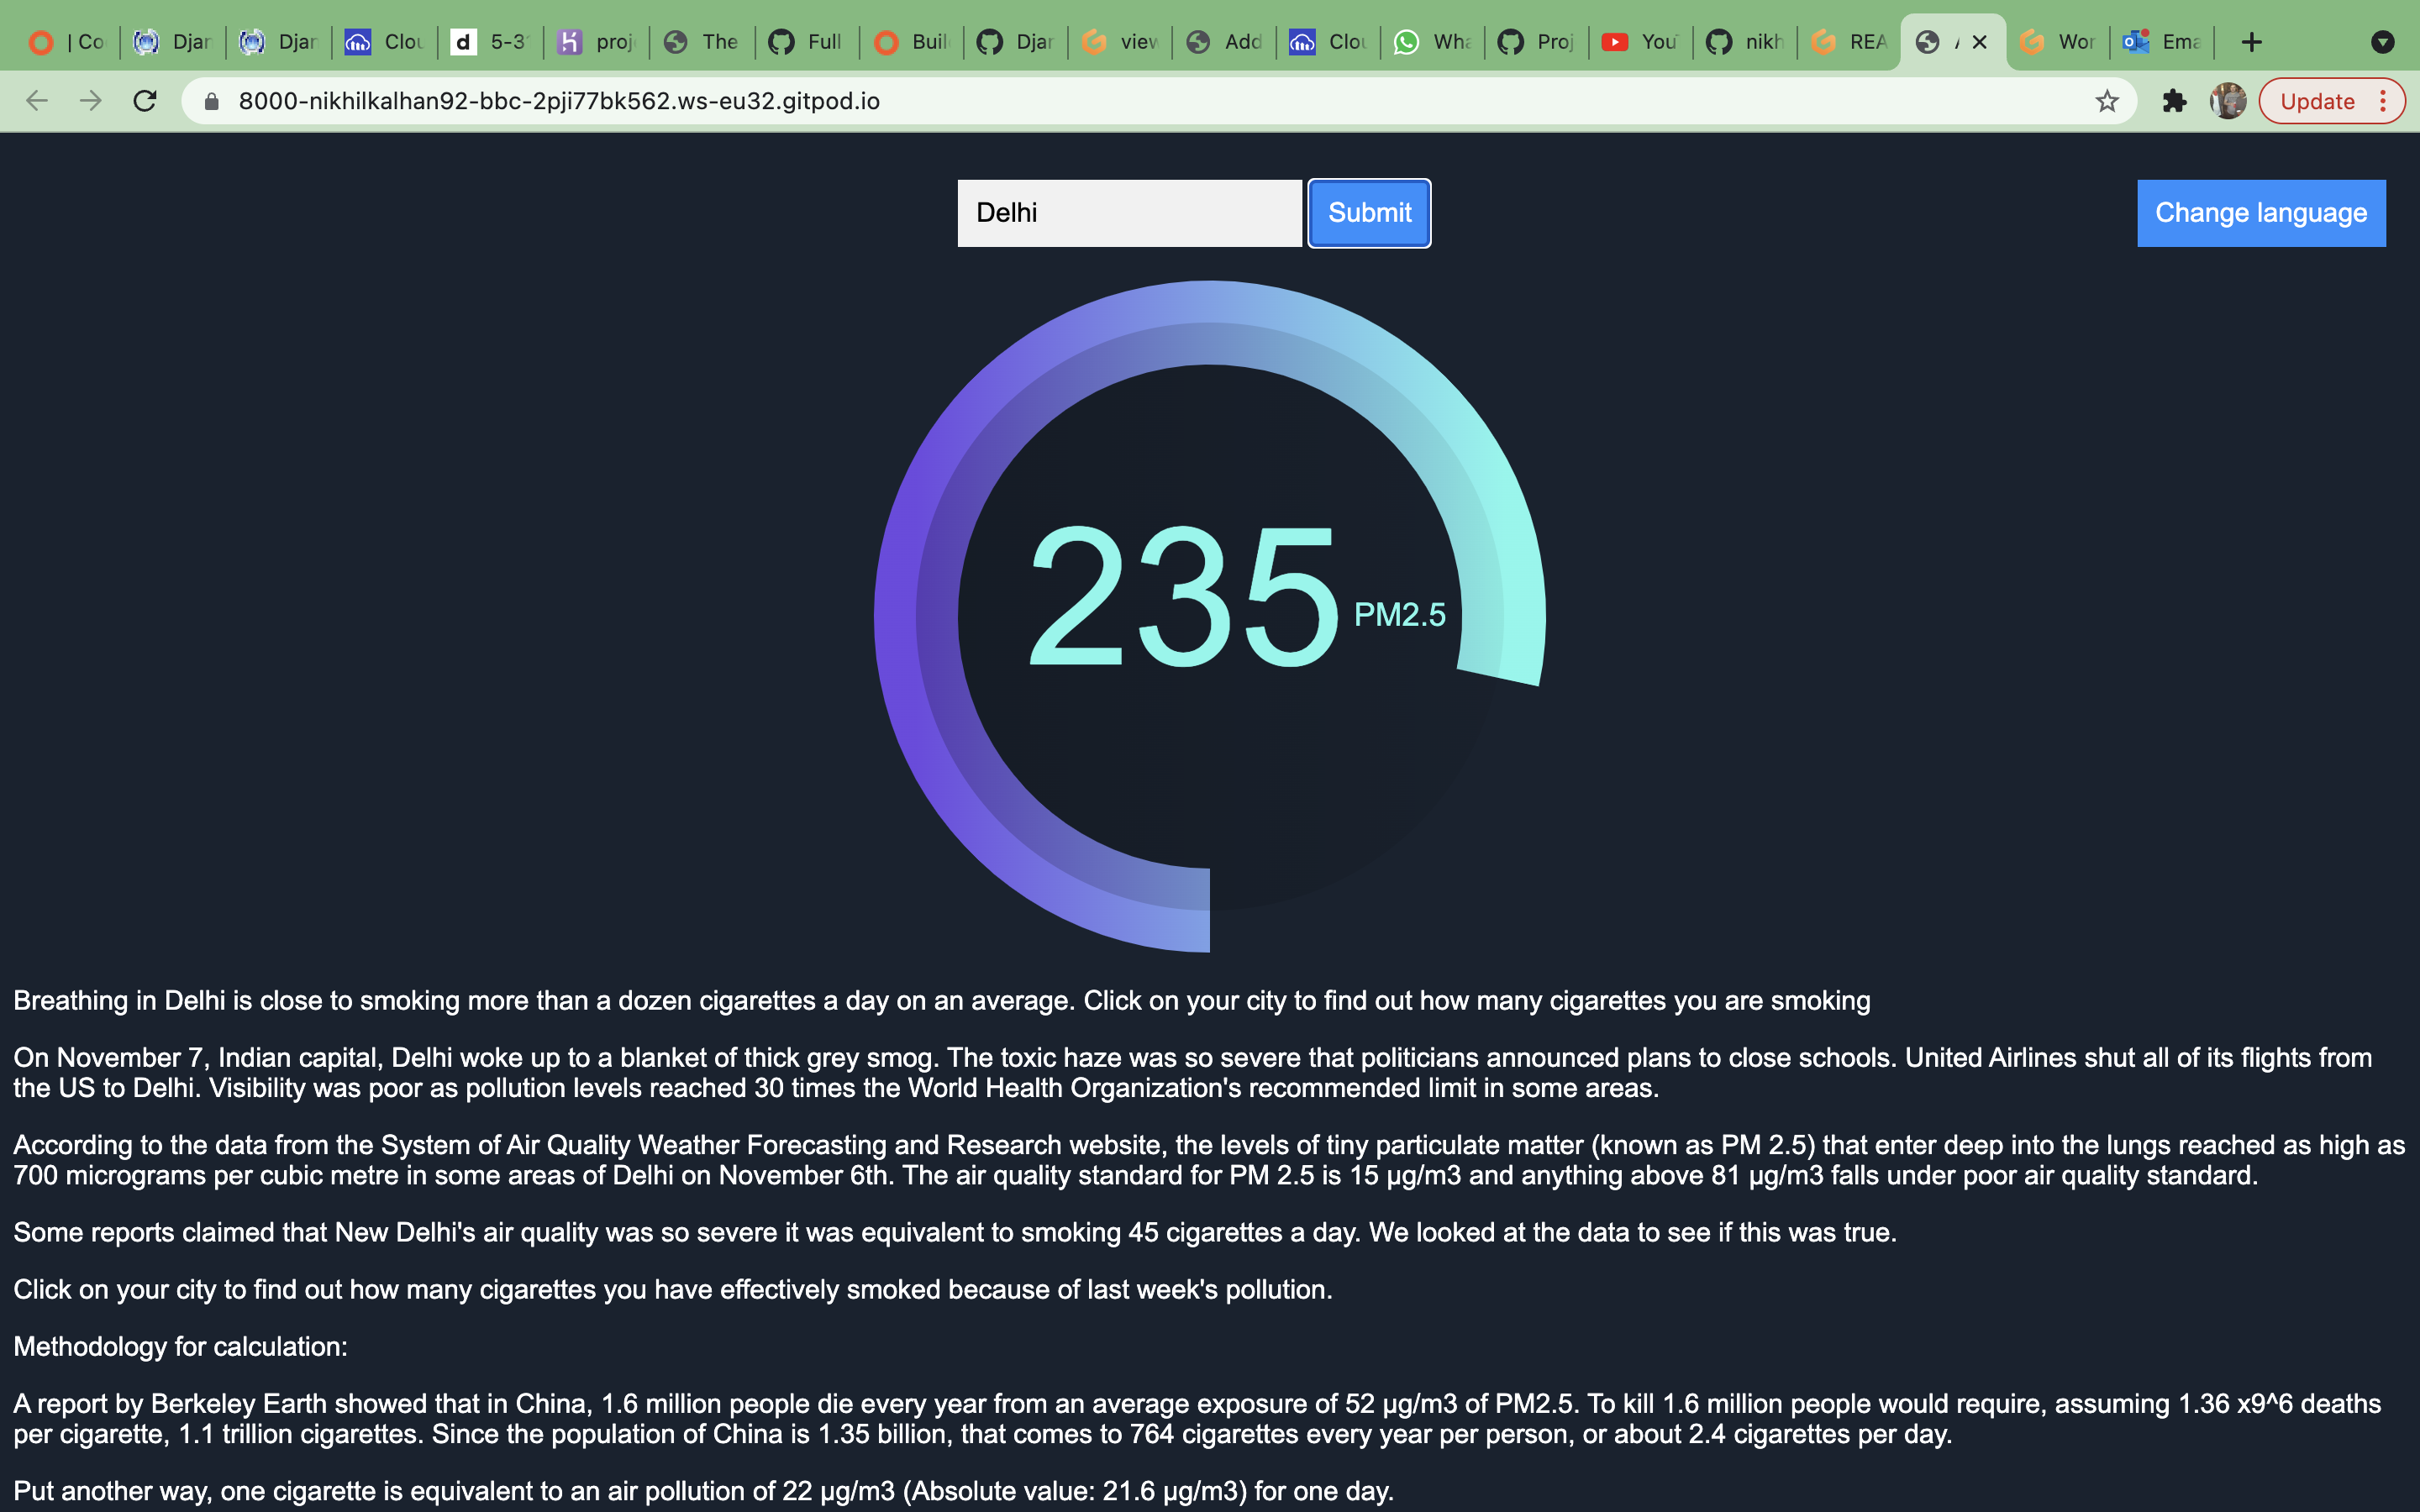 | Co Djan Djan Clou 5-3 proj The Full Buil Djan view Add Clou Wha Proj You nikh REA Wor Ema
8000-nikhilkalhan92-bbc-2pji77bk562.ws-eu32.gitpod.io Update
Delhi Submit Change language
235 PM2.5
Breathing in Delhi is close to smoking more than a dozen cigarettes a day on an average. Click on your city to find out how many cigarettes you are smoking
On November 7, Indian capital, Delhi woke up to a blanket of thick grey smog. The toxic haze was so severe that politicians announced plans to close schools. United Airlines shut all of its flights from
the US to Delhi. Visibility was poor as pollution levels reached 30 times the World Health Organization's recommended limit in some areas.
According to the data from the System of Air Quality Weather Forecasting and Research website, the levels of tiny particulate matter (known as PM 2.5) that enter deep into the lungs reached as high as
700 micrograms per cubic metre in some areas of Delhi on November 6th. The air quality standard for PM 2.5 is 15 µg/m3 and anything above 81 µg/m3 falls under poor air quality standard.
Some reports claimed that New Delhi's air quality was so severe it was equivalent to smoking 45 cigarettes a day. We looked at the data to see if this was true.
Click on your city to find out how many cigarettes you have effectively smoked because of last week's pollution.
Methodology for calculation:
A report by Berkeley Earth showed that in China, 1.6 million people die every year from an average exposure of 52 µg/m3 of PM2.5. To kill 1.6 million people would require, assuming 1.36 x9^6 deaths
per cigarette, 1.1 trillion cigarettes. Since the population of China is 1.35 billion, that comes to 764 cigarettes every year per person, or about 2.4 cigarettes per day.
Put another way, one cigarette is equivalent to an air pollution of 22 µg/m3 (Absolute value: 21.6 µg/m3) for one day.